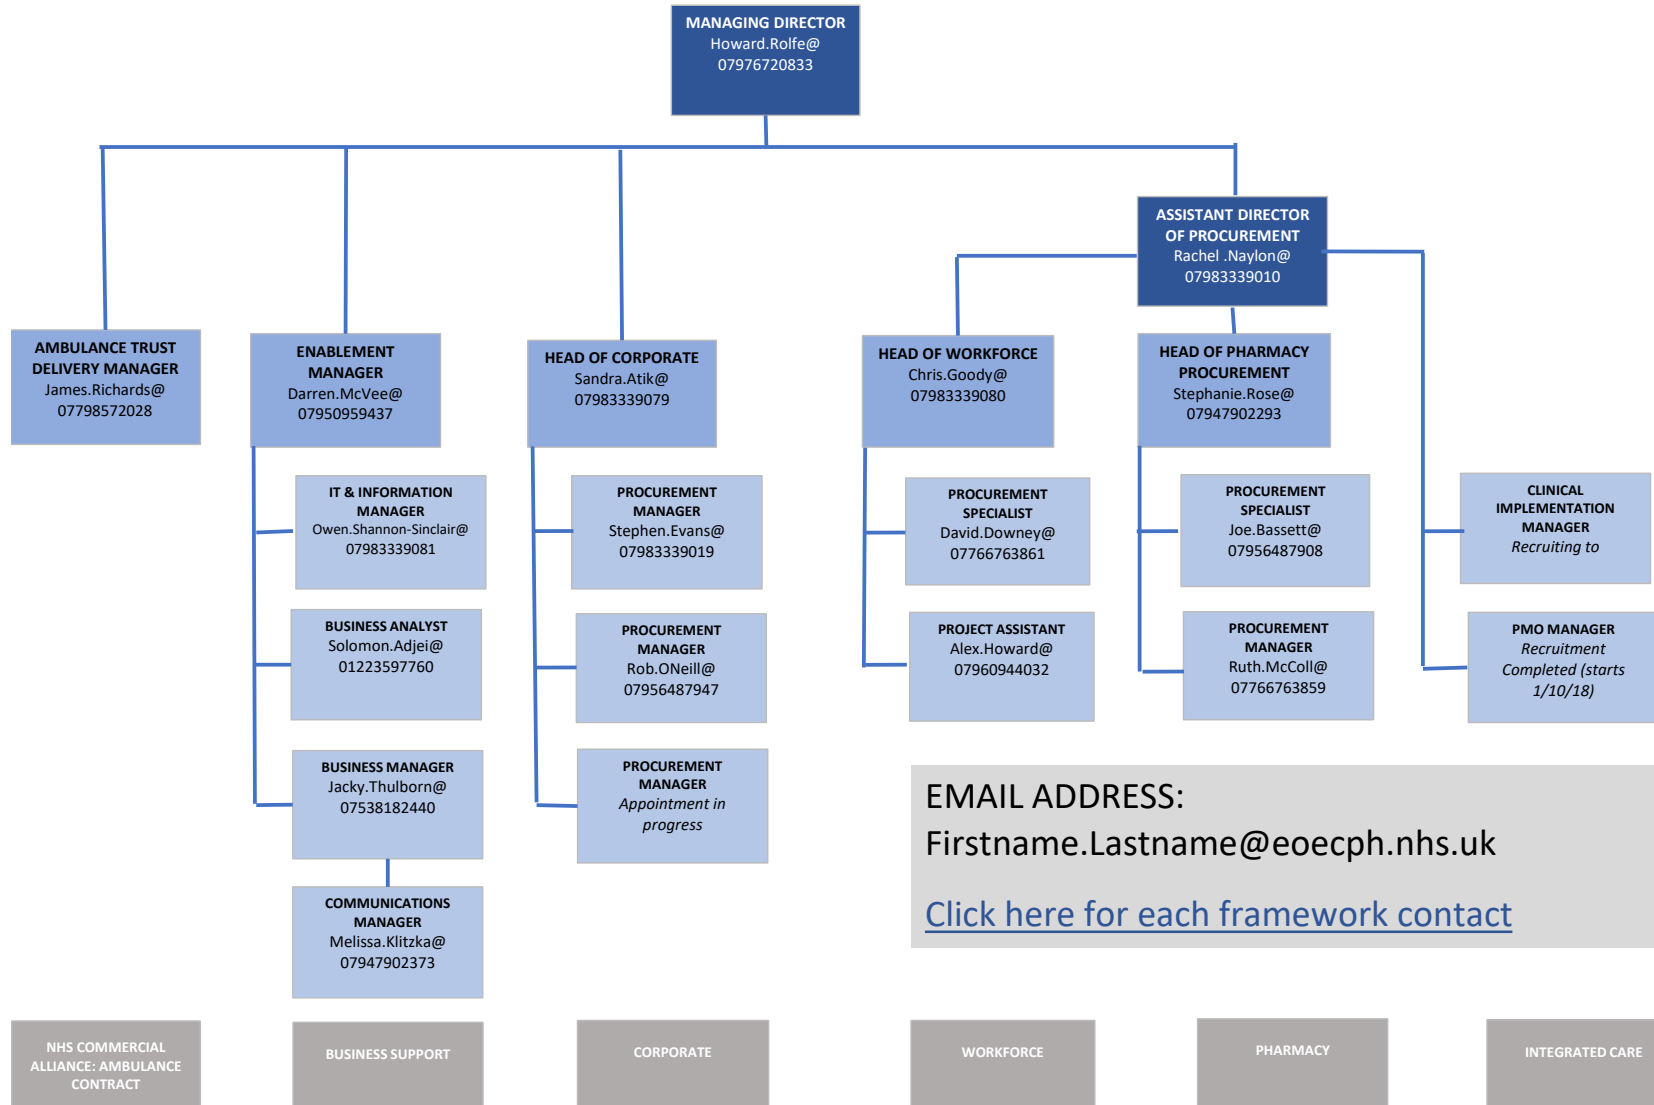 MANAGING DIRECTOR
Howard.Rolfe@
07976720833
ASSISTANT DIRECTOR
OF PROCUREMENT
Rachel .Naylon@
07983339010
AMBULANCE TRUST
DELIVERY MANAGER
James.Richards@
07798572028
ENABLEMENT
MANAGER
Darren.McVee@
07950959437
HEAD OF CORPORATE
Sandra.Atik@
07983339079
HEAD OF WORKFORCE
Chris.Goody@
07983339080
HEAD OF PHARMACY
PROCUREMENT
Stephanie.Rose@
07947902293
IT & INFORMATION
MANAGER
Owen.Shannon-Sinclair@
07983339081
PROCUREMENT
MANAGER
Stephen.Evans@
07983339019
PROCUREMENT
SPECIALIST
David.Downey@
07766763861
PROCUREMENT
SPECIALIST
Joe.Bassett@
07956487908
CLINICAL
IMPLEMENTATION
MANAGER
Recruiting to
BUSINESS ANALYST
Solomon.Adjei@
01223597760
PROCUREMENT
MANAGER
Rob.ONeill@
07956487947
PROJECT ASSISTANT
Alex.Howard@
07960944032
PROCUREMENT
MANAGER
Ruth.McColl@
07766763859
PMO MANAGER
Recruitment
Completed (starts
1/10/18)
BUSINESS MANAGER
Jacky.Thulborn@
07538182440
PROCUREMENT
MANAGER
Appointment in
progress
EMAIL ADDRESS:
Firstname.Lastname@eoecph.nhs.uk
Click here for each framework contact
COMMUNICATIONS
MANAGER
Melissa.Klitzka@
07947902373
NHS COMMERCIAL
ALLIANCE: AMBULANCE
CONTRACT
BUSINESS SUPPORT
CORPORATE
WORKFORCE
PHARMACY
INTEGRATED CARE